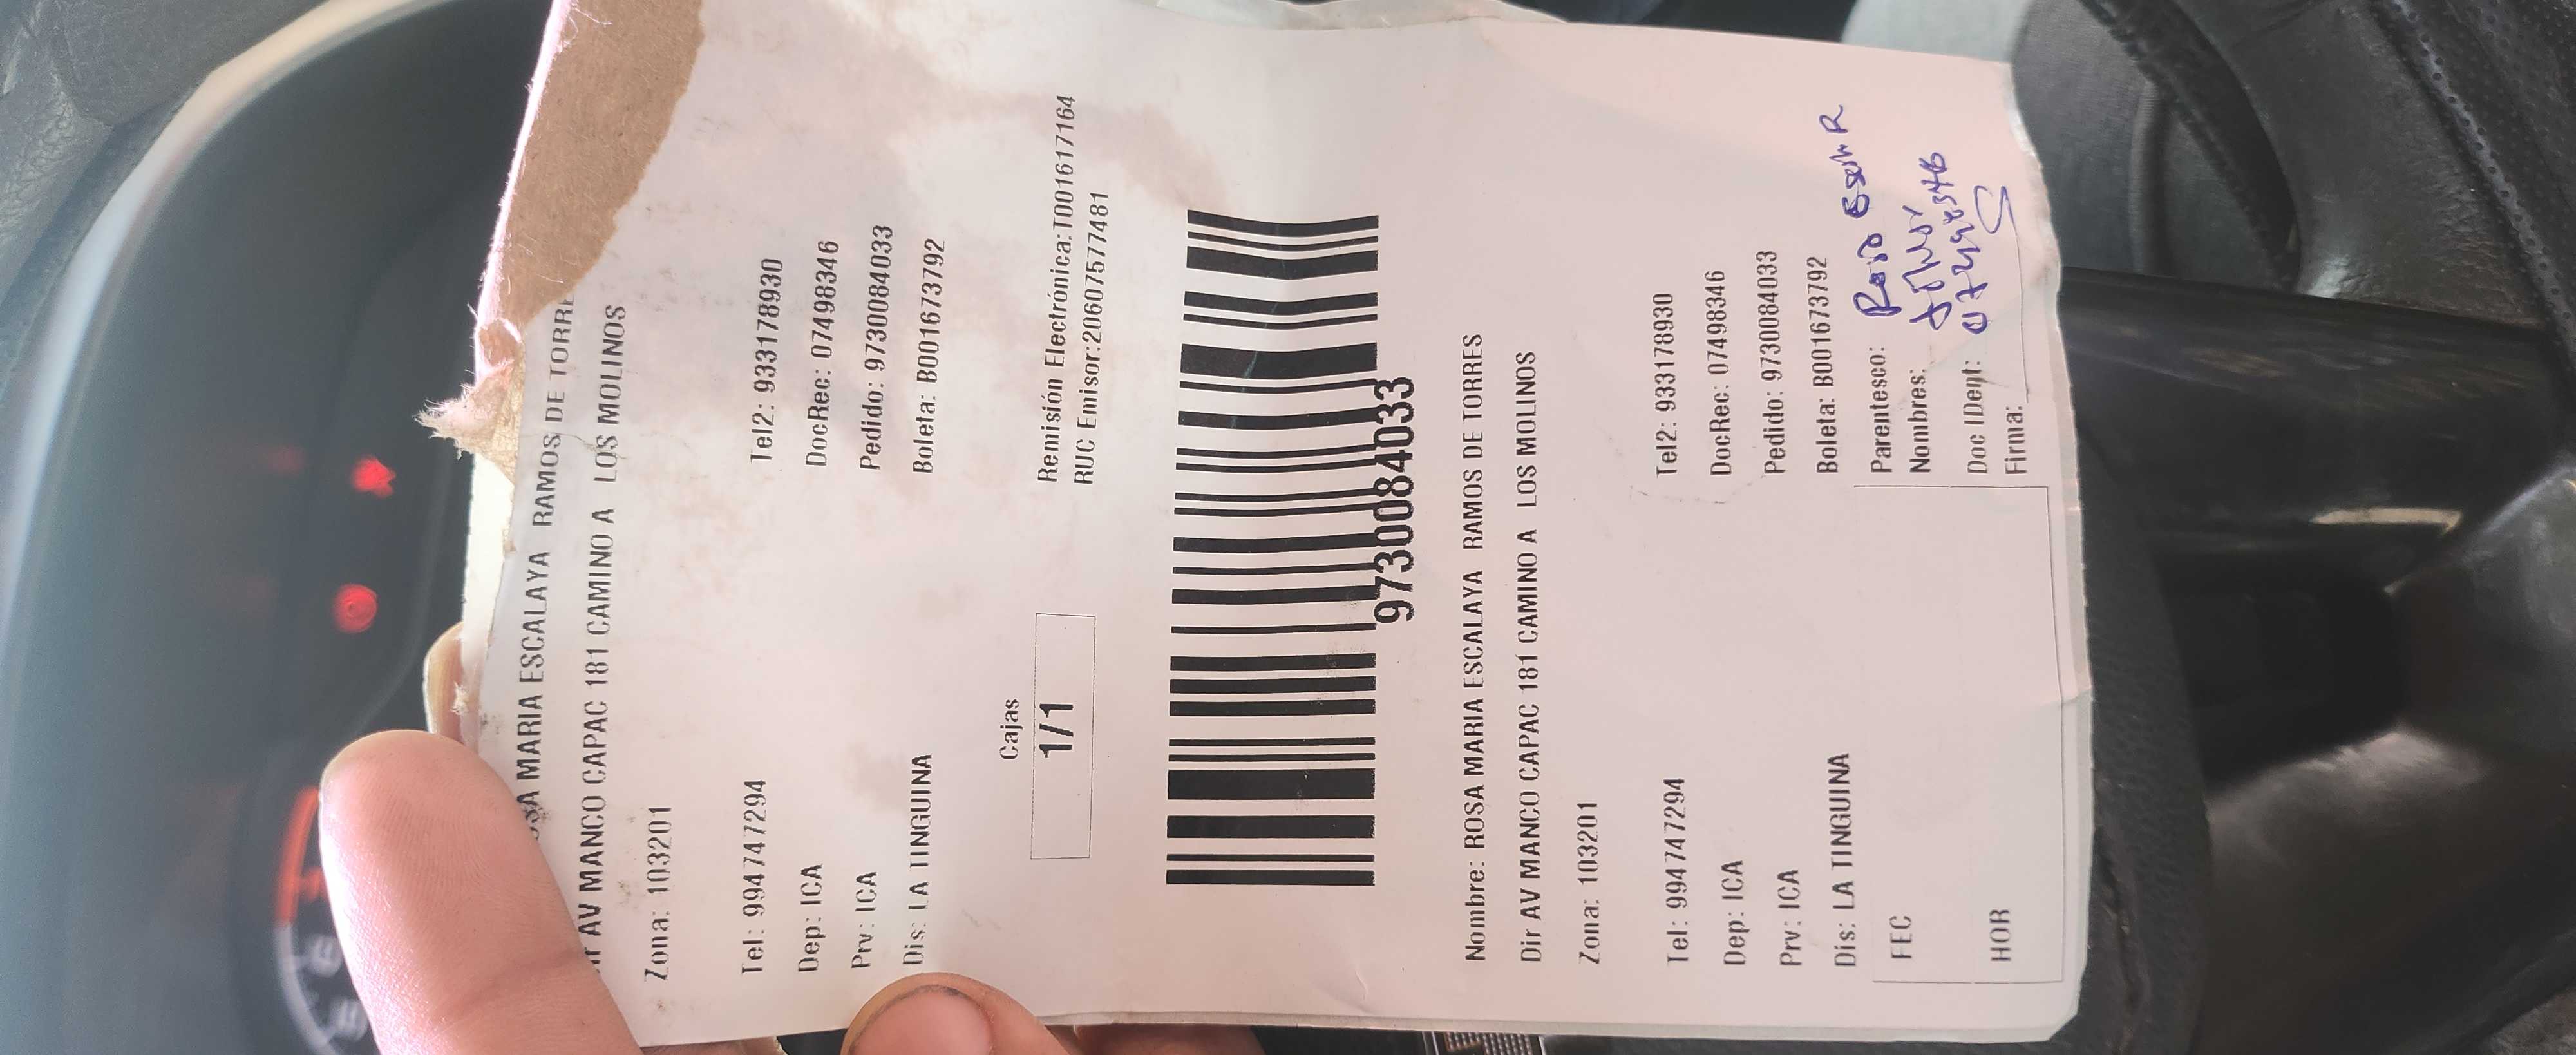 SA MARIA ESCALAYA RAMOS DE TORRE
ir AV MANCO CAPAC 181 CAMINO A LOS MOLINOS
Zona: 103201
Tel: 994747294 Tel2: 933178930
Dep: ICA DocRec: 07498346
Prv: ICA Pedido: 9730084033
Dis: LA TINGUINA Boleta: B001673792
Cajas
1/1
Remisión Electrónica:T001617164
RUC Emisor:20607577481
9730084033
Nombre: ROSA MARIA ESCALAYA RAMOS DE TORRES
Dir AV MANCO CAPAC 181 CAMINO A LOS MOLINOS
Zona: 103201
Tel: 994747294 Tel2: 933178930
Dep: ICA DocRec: 07498346
Prv: ICA Pedido: 9730084033
Dis: LA TINGUINA Boleta: B001673792
FEC
HOR
Parentesco: Rosa
Nombres:
Doc IDent: 07498346
Firma: